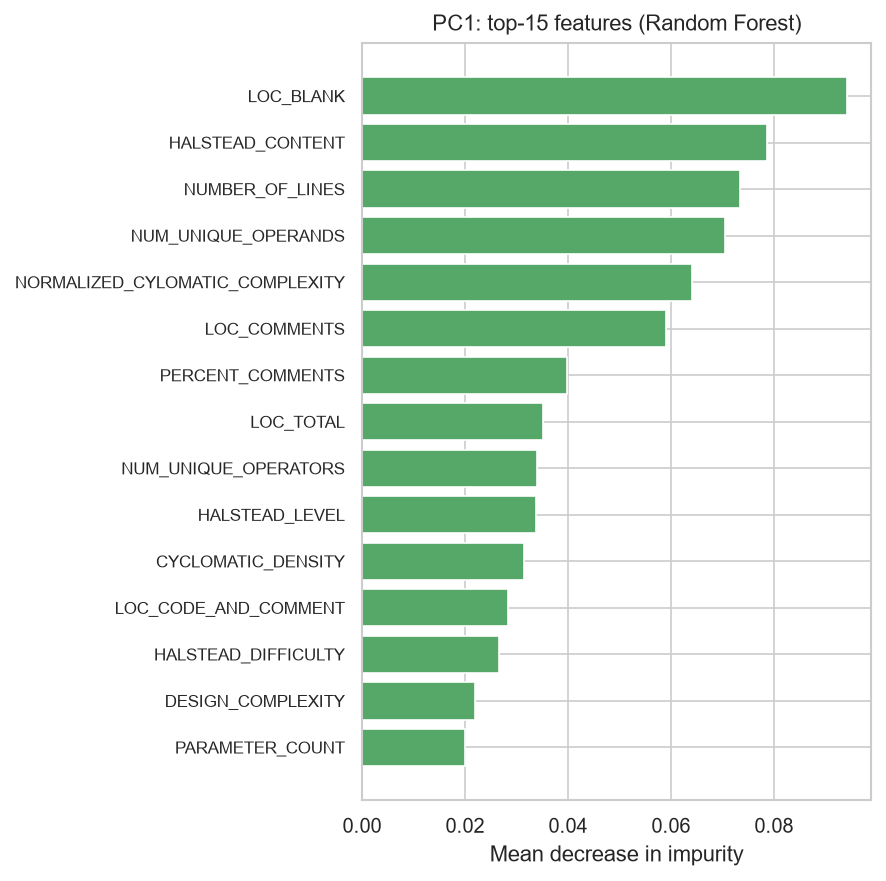 PC1: top-15 features (Random Forest)
LOC_BLANK
HALSTEAD_CONTENT
NUMBER_OF_LINES
NUM_UNIQUE_OPERANDS
NORMALIZED_CYLOMATIC_COMPLEXITY
LOC_COMMENTS
PERCENT_COMMENTS
LOC_TOTAL
NUM_UNIQUE_OPERATORS
HALSTEAD_LEVEL
CYCLOMATIC_DENSITY
LOC_CODE_AND_COMMENT
HALSTEAD_DIFFICULTY
DESIGN_COMPLEXITY
PARAMETER_COUNT
0.00 0.02 0.04 0.06 0.08
Mean decrease in impurity